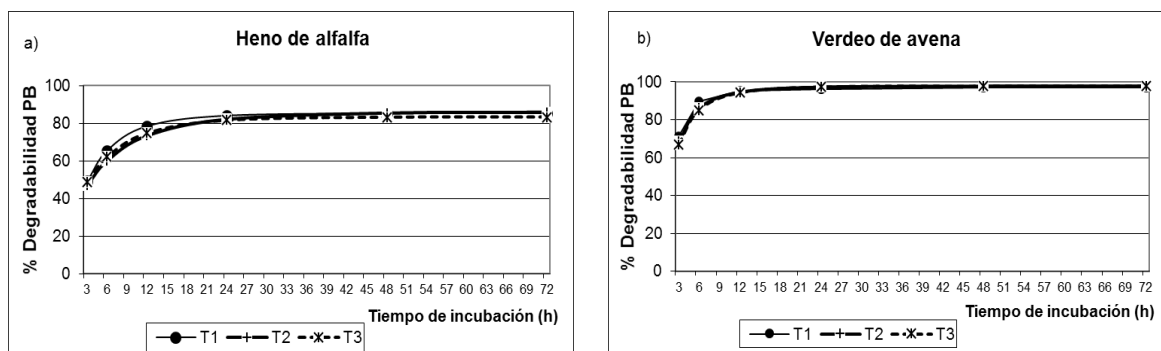 a)
Heno de alfalfa
% Degradabilidad PB
100
80
60
40
20
0
3 6 9 12 15 18 21 24 27 30 33 36 39 42 45 48 51 54 57 60 63 66 69 72
Tiempo de incubación (h)
T1 T2 T3
b)
Verdeo de avena
% Degradabilidad PB
100
80
60
40
20
0
3 6 9 12 15 18 21 24 27 30 33 36 39 42 45 48 51 54 57 60 63 66 69 72
Tiempo de incubación (h)
T1 T2 T3